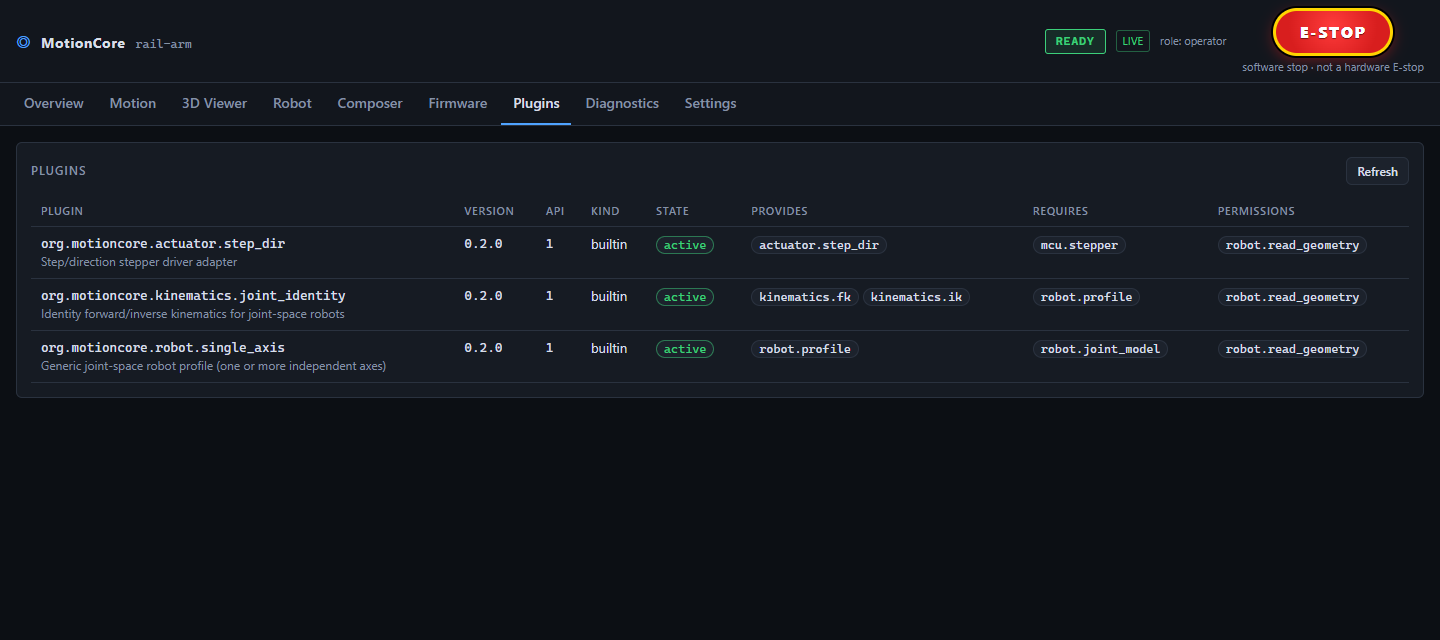 MotionCore rail-arm
READY LIVE role: operator E-STOP
software stop · not a hardware E-stop
Overview Motion 3D Viewer Robot Composer Firmware Plugins Diagnostics Settings
PLUGINS Refresh
PLUGIN VERSION API KIND STATE PROVIDES REQUIRES PERMISSIONS
org.motioncore.actuator.step_dir 0.2.0 1 builtin active actuator.step_dir mcu.stepper robot.read_geometry
Step/direction stepper driver adapter
org.motioncore.kinematics.joint_identity 0.2.0 1 builtin active kinematics.fk kinematics.ik robot.profile robot.read_geometry
Identity forward/inverse kinematics for joint-space robots
org.motioncore.robot.single_axis 0.2.0 1 builtin active robot.profile robot.joint_model robot.read_geometry
Generic joint-space robot profile (one or more independent axes)